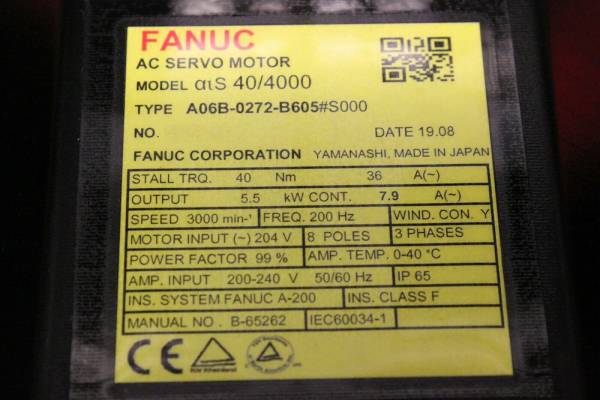 FANUC
AC SERVO MOTOR
MODEL αιS 40/4000
TYPE A06B-0272-B605#S000
NO. DATE 19.08
FANUC CORPORATION YAMANASHI, MADE IN JAPAN
STALL TRQ. 40 Nm 36 A(~)
OUTPUT 5.5 kW CONT. 7.9 A(~)
SPEED 3000 min-¹ FREQ. 200 Hz WIND. CON. Y
MOTOR INPUT (~) 204 V 8 POLES 3 PHASES
POWER FACTOR 99 % AMP. TEMP. 0-40 °C
AMP. INPUT 200-240 V 50/60 Hz IP 65
INS. SYSTEM FANUC A-200 INS. CLASS F
MANUAL NO. B-65262 IEC60034-1
CE TÜV Rheinland